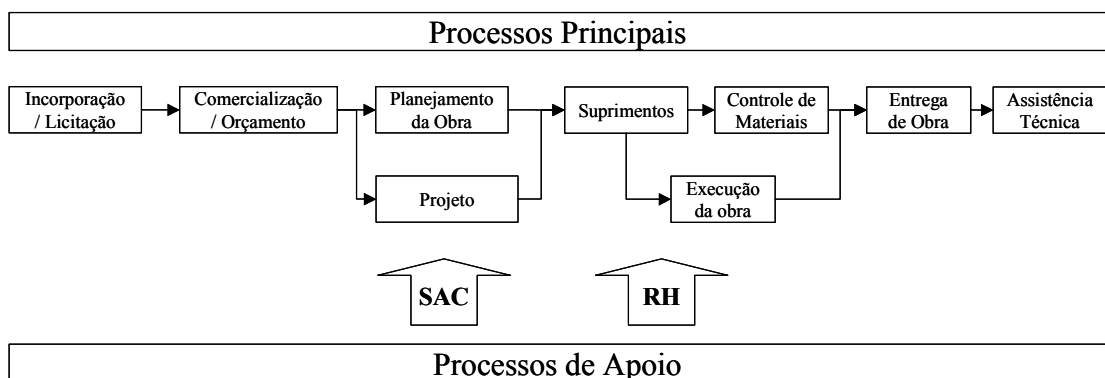 Processos Principais
Incorporação
/ Licitação
Comercialização
/ Orçamento
Planejamento
da Obra
Projeto
Suprimentos
Controle de
Materiais
Execução
da obra
Entrega
de Obra
Assistência
Técnica
SAC
RH
Processos de Apoio